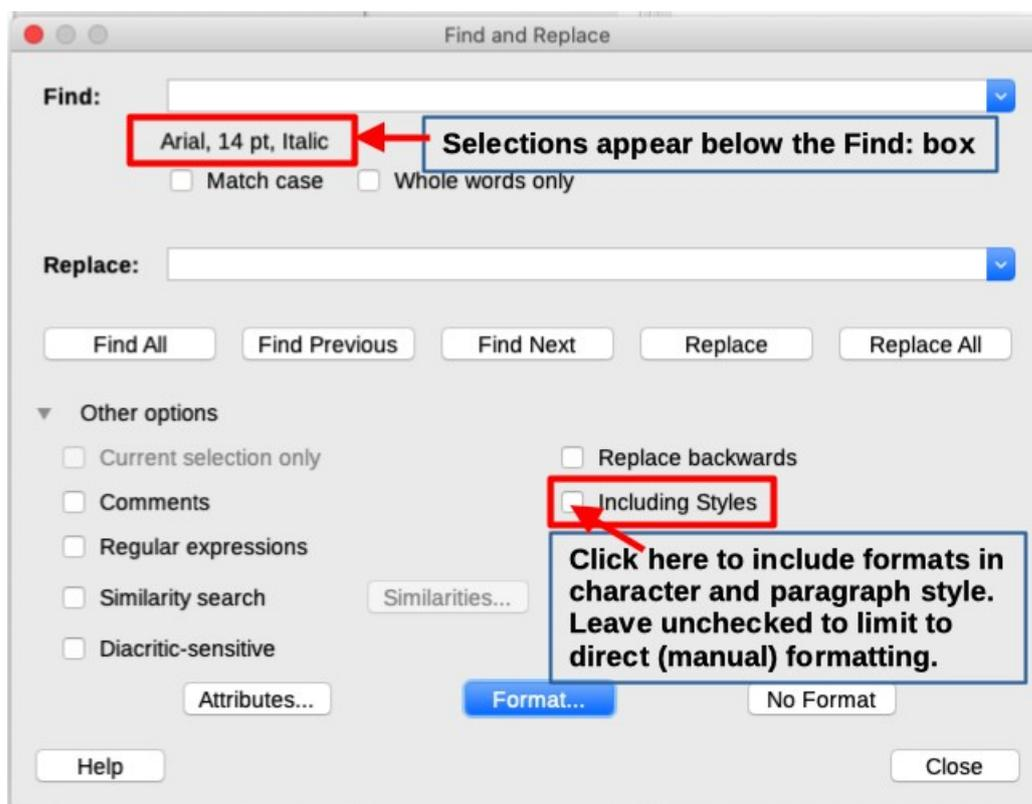 Find and Replace
Find:
Arial, 14 pt, Italic
Selections appear below the Find: box
Match case
Whole words only
Replace:
Find All
Find Previous
Find Next
Replace
Replace All
Other options
Current selection only
Replace backwards
Comments
Including Styles
Regular expressions
Click here to include formats in
character and paragraph style.
Leave unchecked to limit to
direct (manual) formatting.
Similarity search
Similarities...
Diacritic-sensitive
Attributes...
Format...
No Format
Help
Close